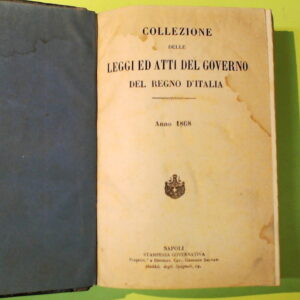 COLLEZIONE
DELLE
LEGGI ED ATTI DEL GOVERNO
DEL REGNO D'ITALIA
Anno 1868
NAPOLI
STAMPERIA GOVERNATIVA